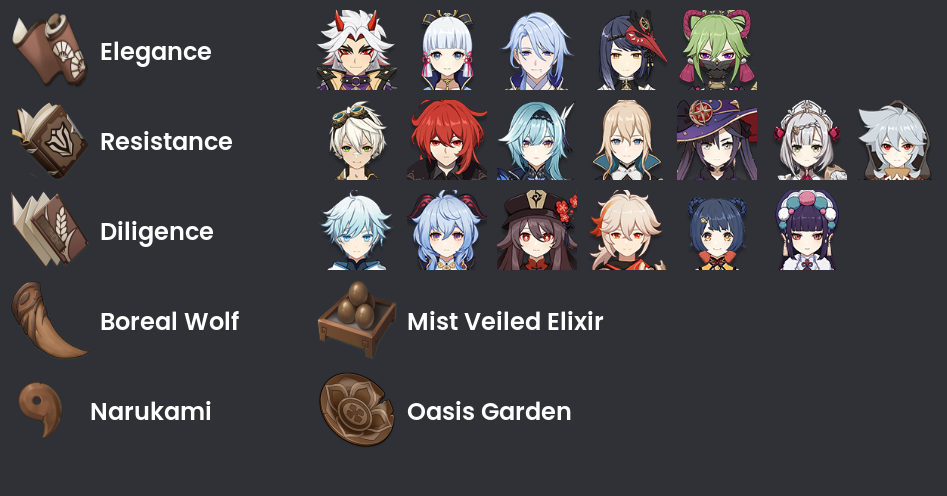 Elegance
Resistance
Diligence
Boreal Wolf
Mist Veiled Elixir
Narukami
Oasis Garden